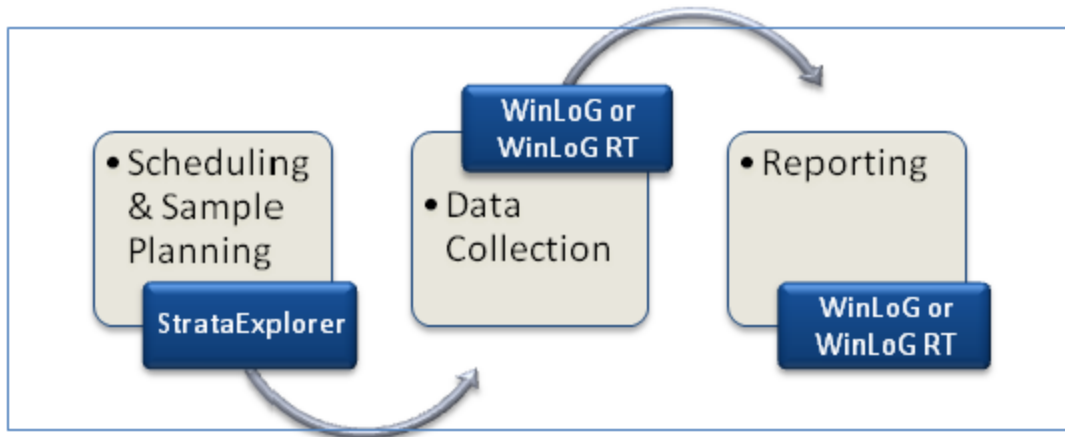 • Scheduling
& Sample
Planning
StrataExplorer
WinLoG or
WinLoG RT
• Data
Collection
• Reporting
WinLoG or
WinLoG RT